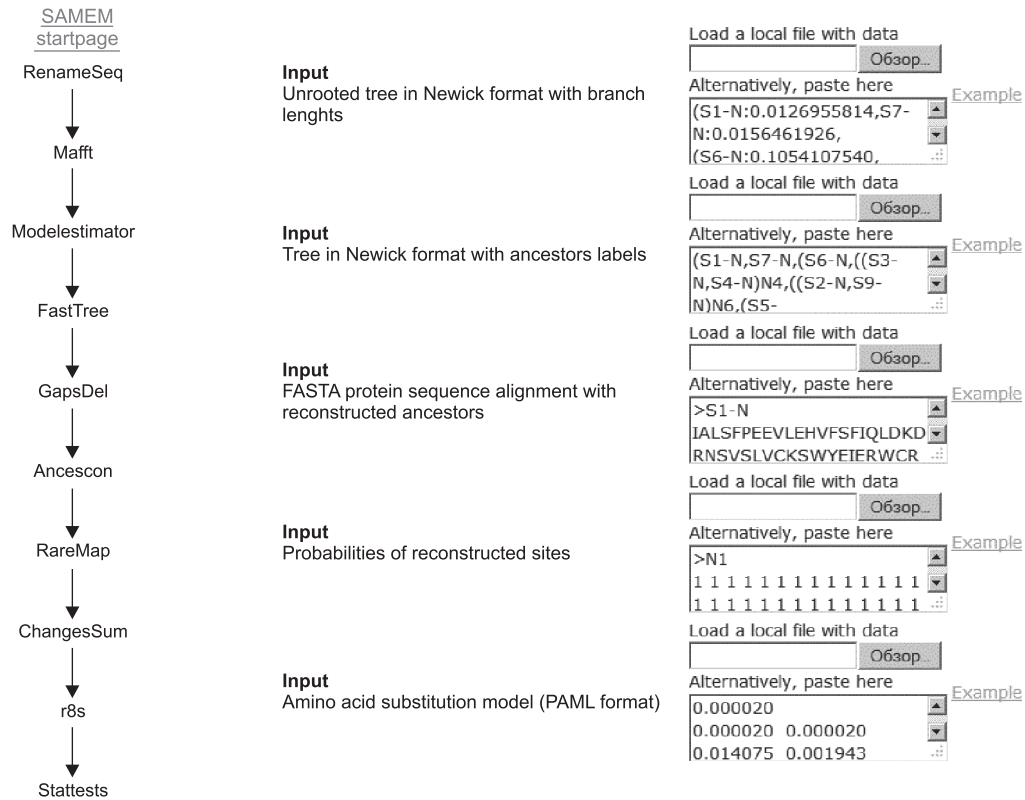 SAMEM
startpage
RenameSeq
Mafft
Modelestimator
FastTree
GapsDel
Ancescon
RareMap
ChangesSum
r8s
Stattests
Input
Unrooted tree in Newick format with branch
lenghts
Load a local file with data
Обзор...
Alternatively, paste here
Example
(S1-N:0.0126955814,S7-
N:0.0156461926,
(S6-N:0.1054107540,
Input
Tree in Newick format with ancestors labels
Load a local file with data
Обзор...
Alternatively, paste here
Example
(S1-N,S7-N,(S6-N,((S3-
N,S4-N)N4,((S2-N,S9-
N)N6,(S5-
Input
FASTA protein sequence alignment with
reconstructed ancestors
Load a local file with data
Обзор...
Alternatively, paste here
Example
>S1-N
IALSFPEEVLEHVFSFIQLDKD
RNSVSLVCKSWYEIERWCR
Input
Probabilities of reconstructed sites
Load a local file with data
Обзор...
Alternatively, paste here
Example
>N1
1 1 1 1 1 1 1 1 1 1 1 1 1 1
1 1 1 1 1 1 1 1 1 1 1 1 1 1
Input
Amino acid substitution model (PAML format)
Load a local file with data
Обзор...
Alternatively, paste here
Example
0.000020
0.000020 0.000020
0.014075 0.001943